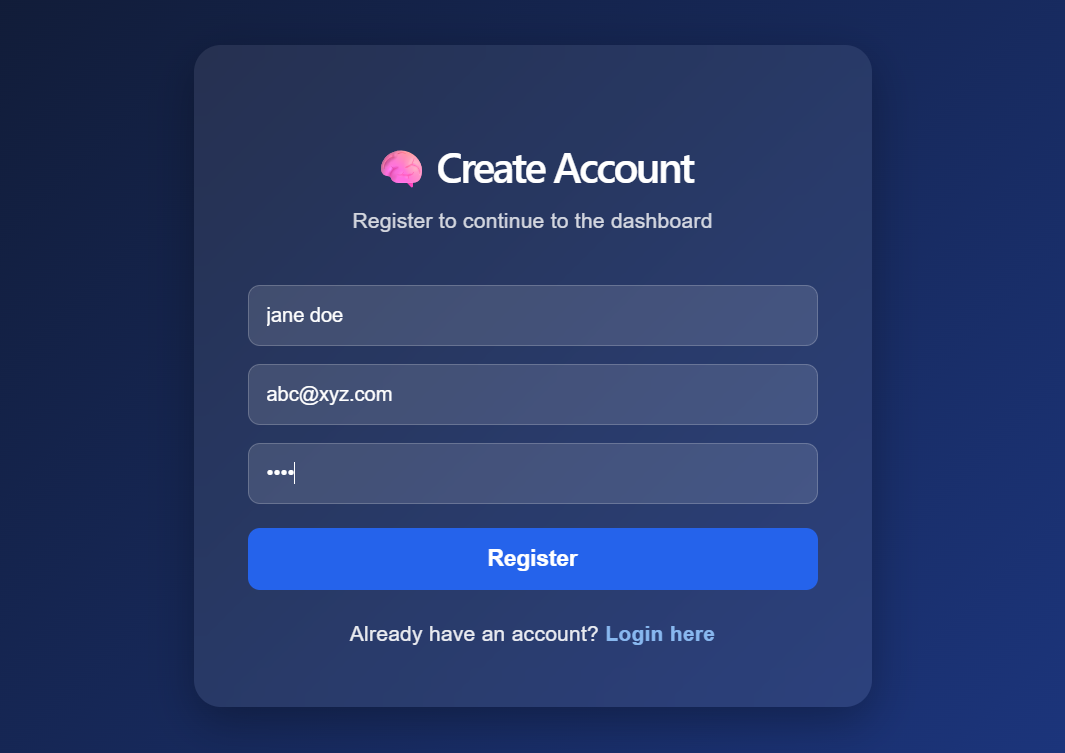 Create Account
Register to continue to the dashboard
jane doe
abc@xyz.com
••••
Register
Already have an account? Login here